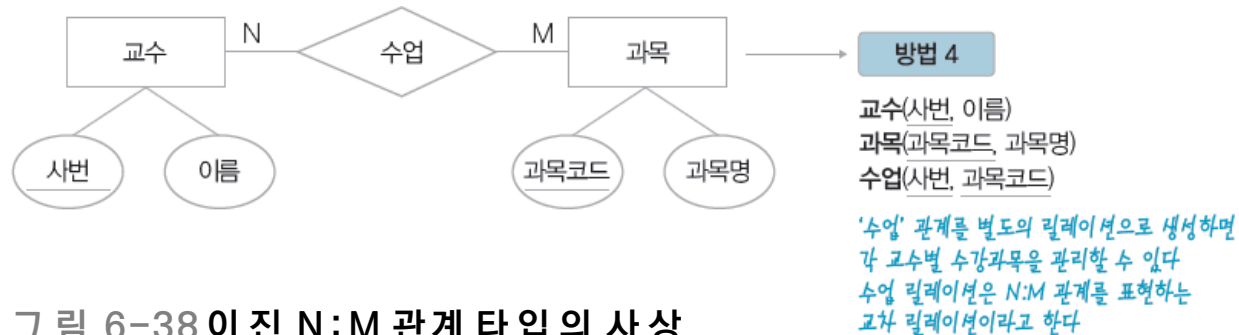 교수 N 수업 M 과목
사번 이름 과목코드 과목명
방법 4
교수(사번, 이름)
과목(과목코드, 과목명)
수업(사번, 과목코드)
'수업' 관계를 별도의 릴레이션으로 생성하면
각 교수별 수강과목을 관리할 수 있다
수업 릴레이션은 N:M 관계를 표현하는
교차 릴레이션이라고 한다
그림 6-38 이진 N:M 관계 타입의 사상